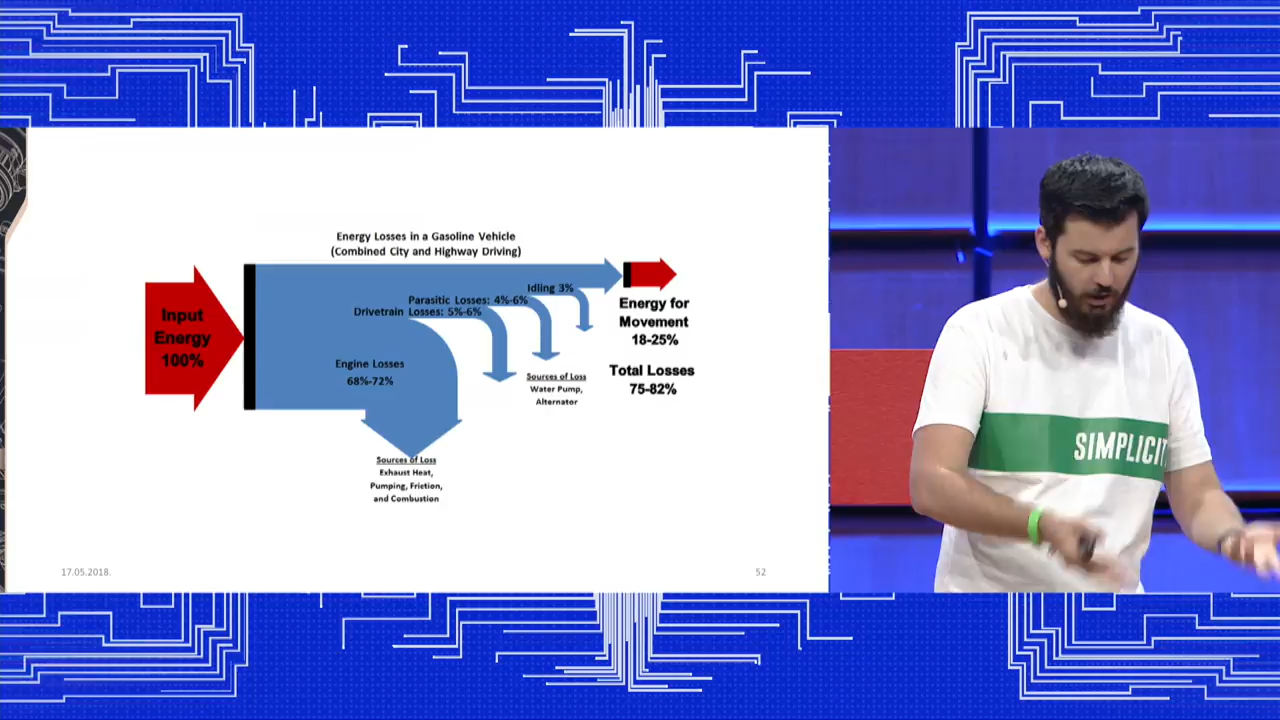 Energy Losses in a Gasoline Vehicle
(Combined City and Highway Driving)
Input
Energy
100%
Idling 3%
Parasitic Losses: 4%-6%
Drivetrain Losses: 5%-6%
Engine Losses
68%-72%
Sources of Loss
Exhaust Heat,
Pumping, Friction,
and Combustion
Sources of Loss
Water Pump,
Alternator
Energy for
Movement
18-25%
Total Losses
75-82%
17.05.2018.
52
SIMPLICIT